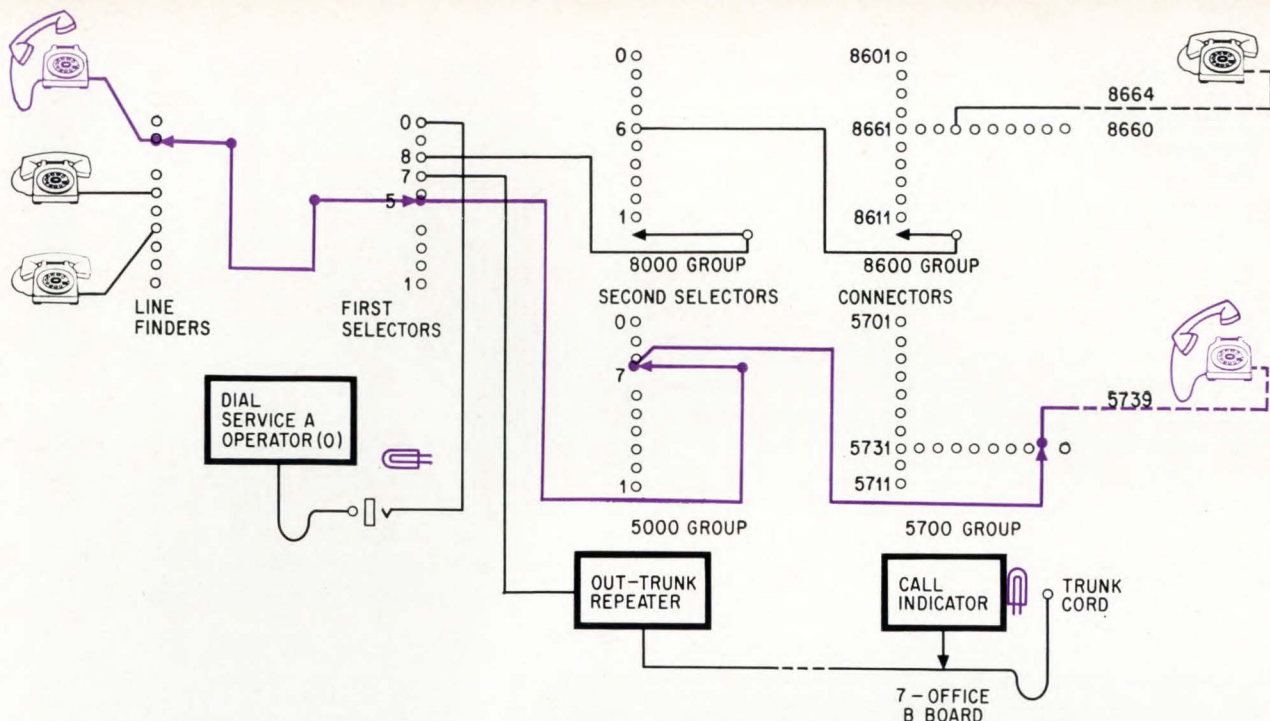 0
8
7
5
1
LINE
FINDERS
FIRST
SELECTORS
0
6
1
8000 GROUP
SECOND SELECTORS
8601
8661
8611
8600 GROUP
CONNECTORS
8664
8660
0
7
1
5000 GROUP
5701
5731
5711
5700 GROUP
5739
DIAL
SERVICE A
OPERATOR (0)
OUT-TRUNK
REPEATER
CALL
INDICATOR
TRUNK
CORD
7 - OFFICE
B BOARD